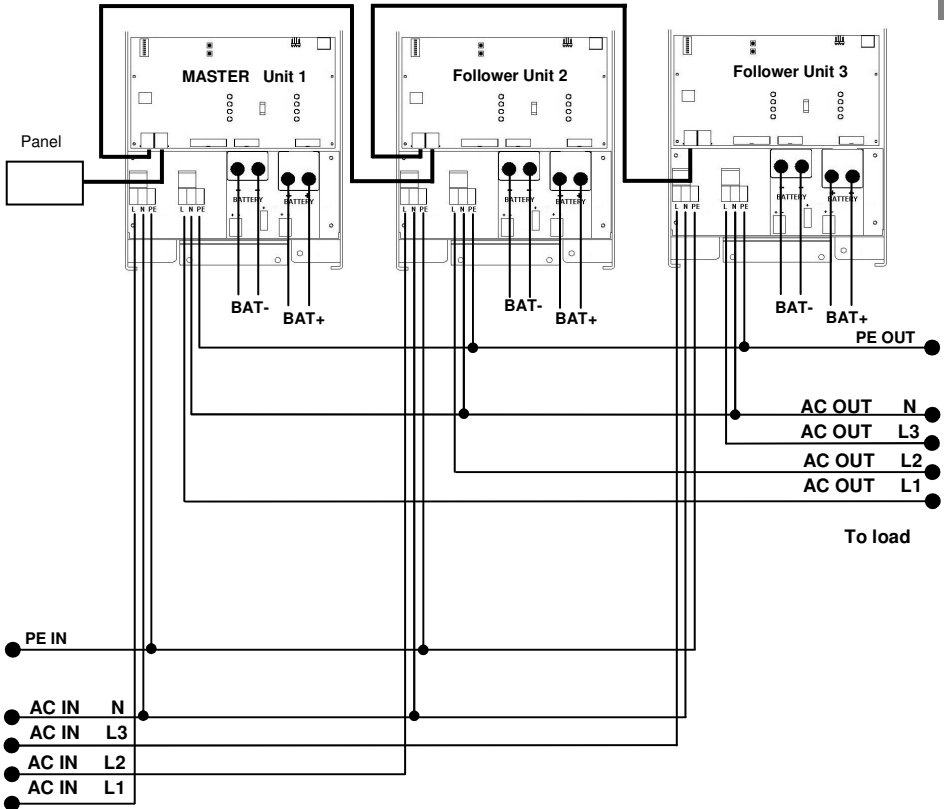 MASTER Unit 1
Follower Unit 2
Follower Unit 3
Panel
BATTERY
BATTERY
BATTERY
BATTERY
BATTERY
BATTERY
L N PE
L N PE
L N PE
L N PE
L N PE
L N PE
BAT-
BAT+
BAT-
BAT+
BAT-
BAT+
PE OUT
AC OUT N
AC OUT L3
AC OUT L2
AC OUT L1
To load
PE IN
AC IN N
AC IN L3
AC IN L2
AC IN L1